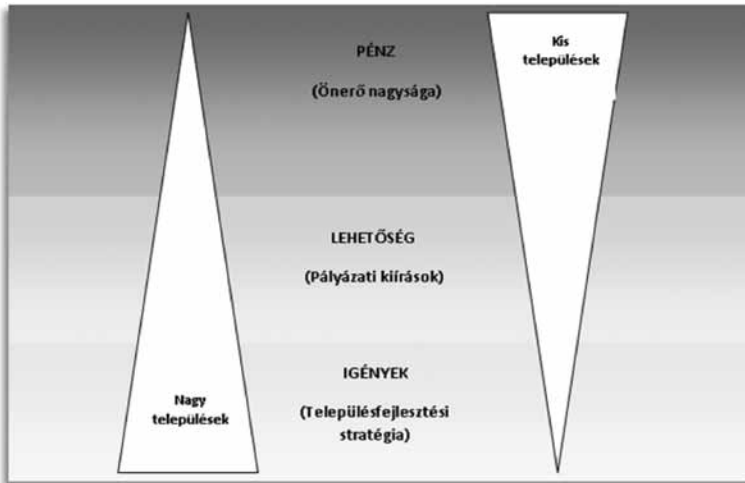 PÉNZ
(Önerő nagysága)
Kis
települések
LEHETŐSÉG
(Pályázati kiírások)
IGÉNYEK
(Településfejlesztési
stratégia)
Nagy
települések